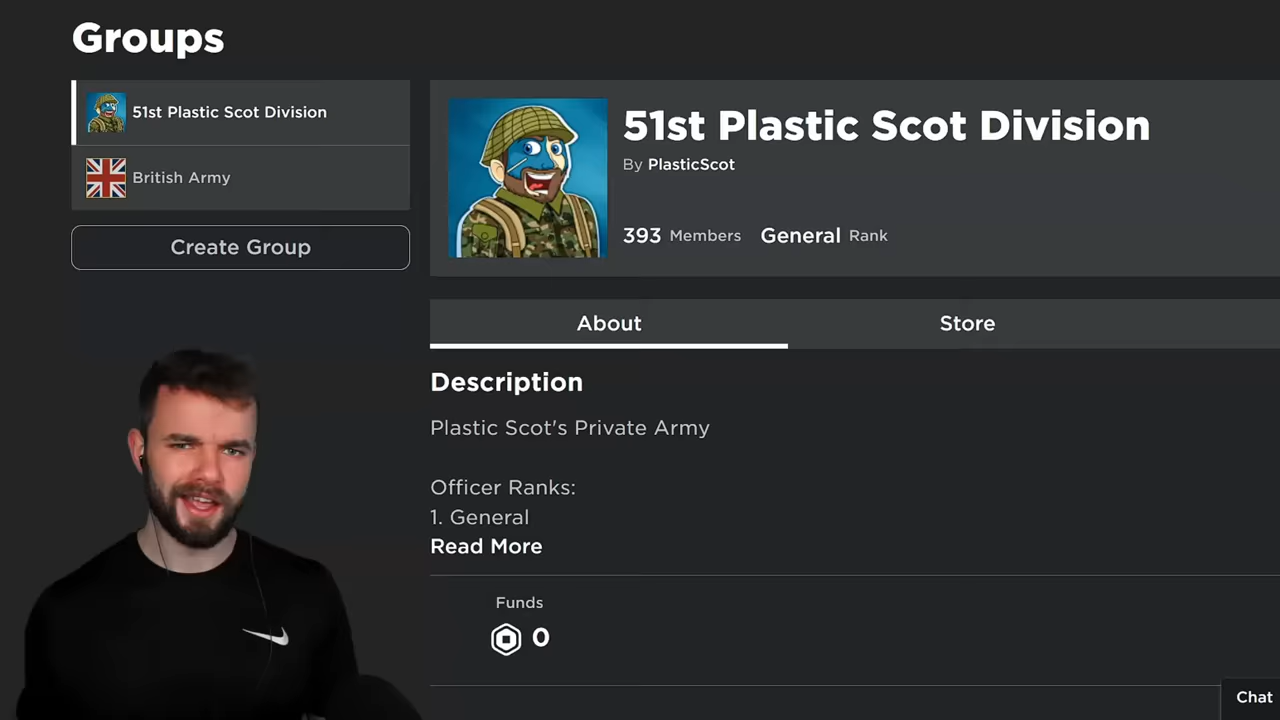 Groups
51st Plastic Scot Division
British Army
Create Group
51st Plastic Scot Division
By PlasticScot
393 Members General Rank
About Store
Description
Plastic Scot's Private Army
Officer Ranks:
1. General
Read More
Funds
0
Chat